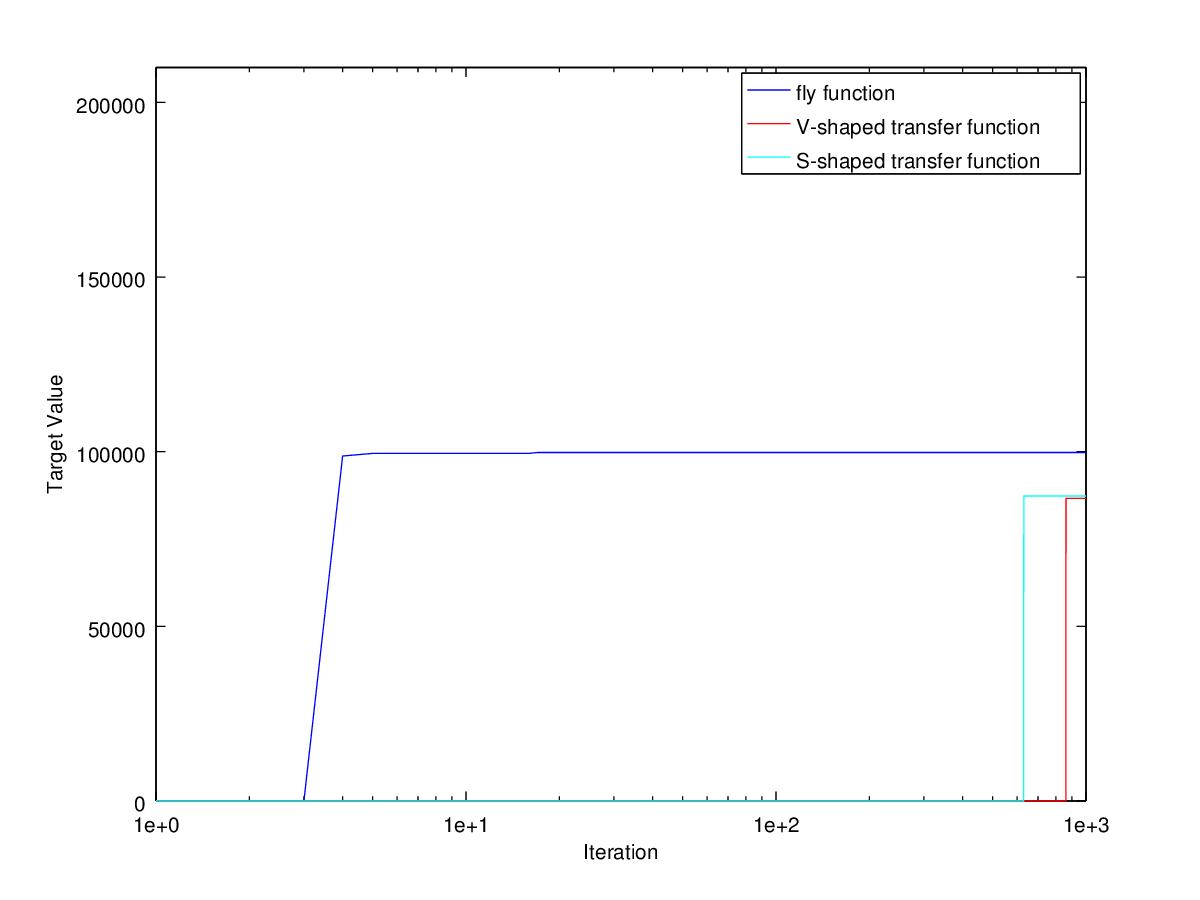 200000
150000
100000
50000
0
1e+0
1e+1
1e+2
1e+3
Iteration
Target Value
fly function
V-shaped transfer function
S-shaped transfer function